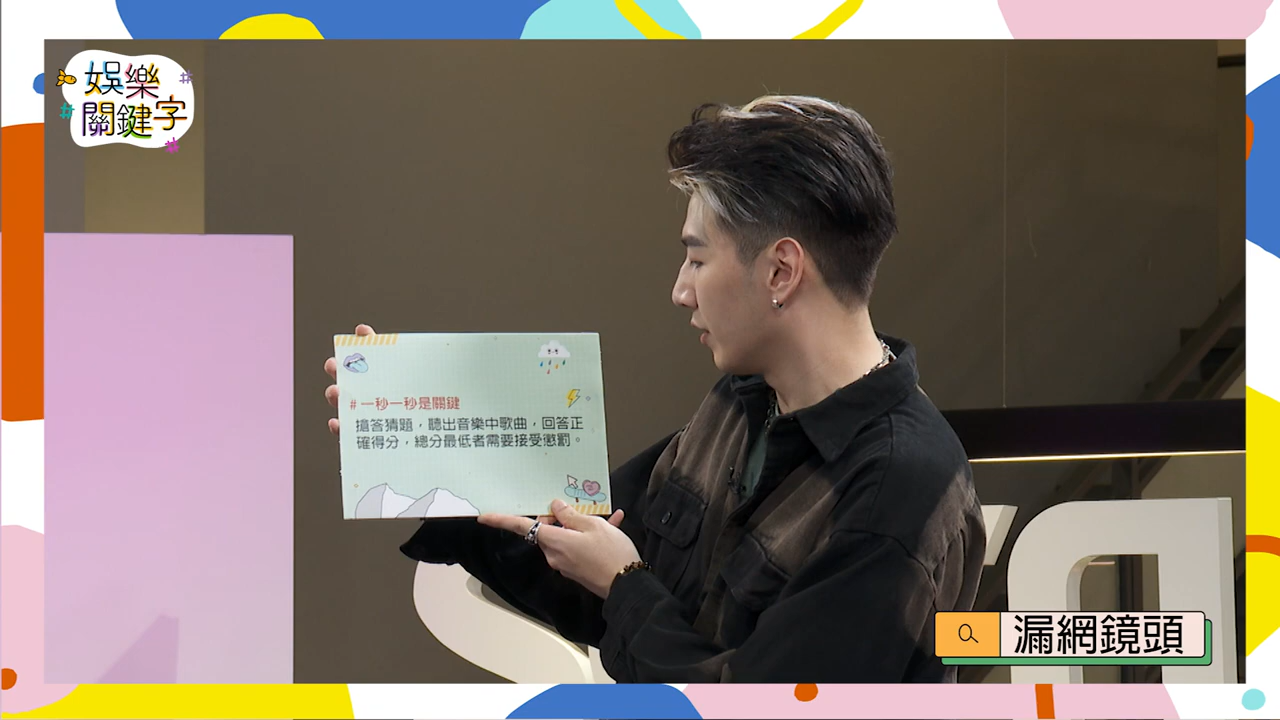 娛樂
關鍵字
#一秒一秒是關鍵
搶答猜題，聽出音樂中歌曲，回答正
確得分，總分最低者需要接受懲罰。
漏網鏡頭